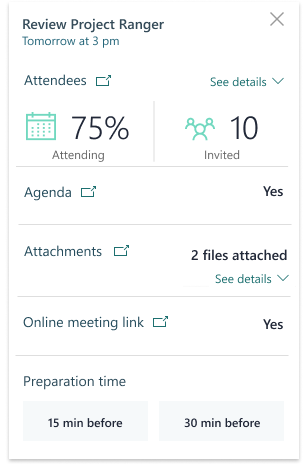 Review Project Ranger
Tomorrow at 3 pm
Attendees
See details
75%
Attending
10
Invited
Agenda
Yes
Attachments
2 files attached
See details
Online meeting link
Yes
Preparation time
15 min before
30 min before